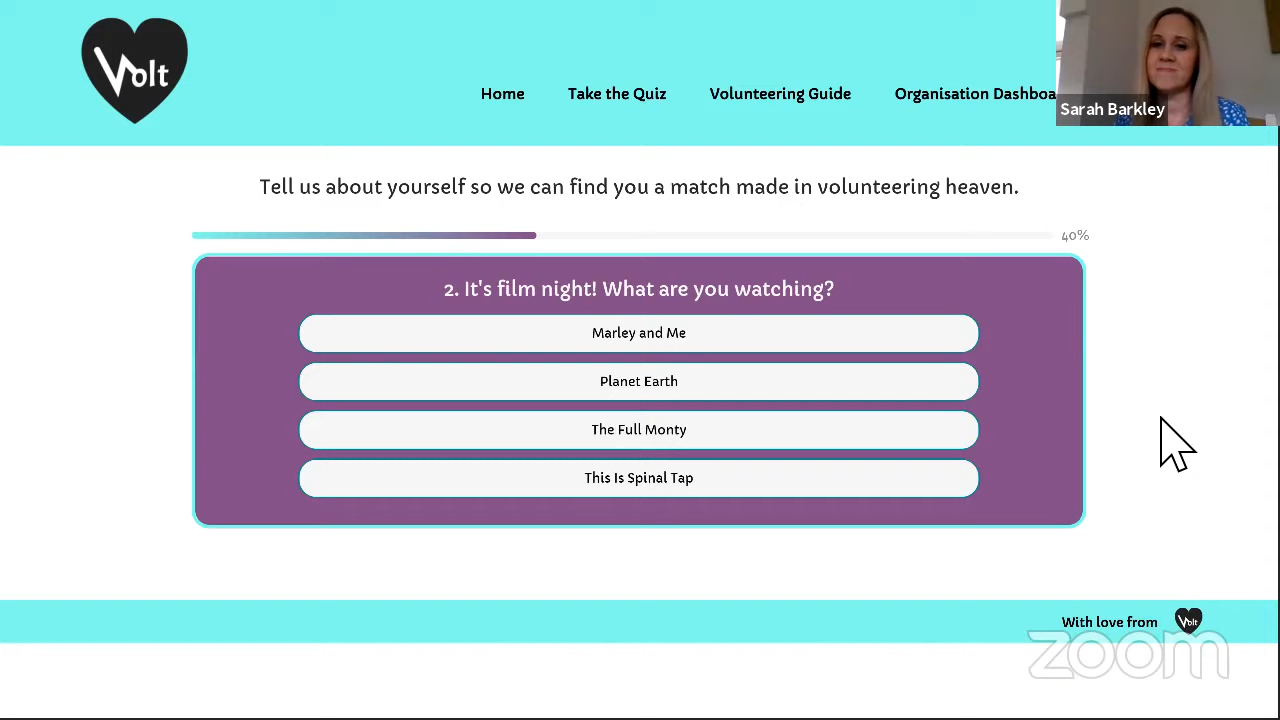 Volt
Home Take the Quiz Volunteering Guide Organisation Dashboa
Sarah Barkley
Tell us about yourself so we can find you a match made in volunteering heaven.
40%
2. It's film night! What are you watching?
Marley and Me
Planet Earth
The Full Monty
This Is Spinal Tap
With love from Volt
zoom